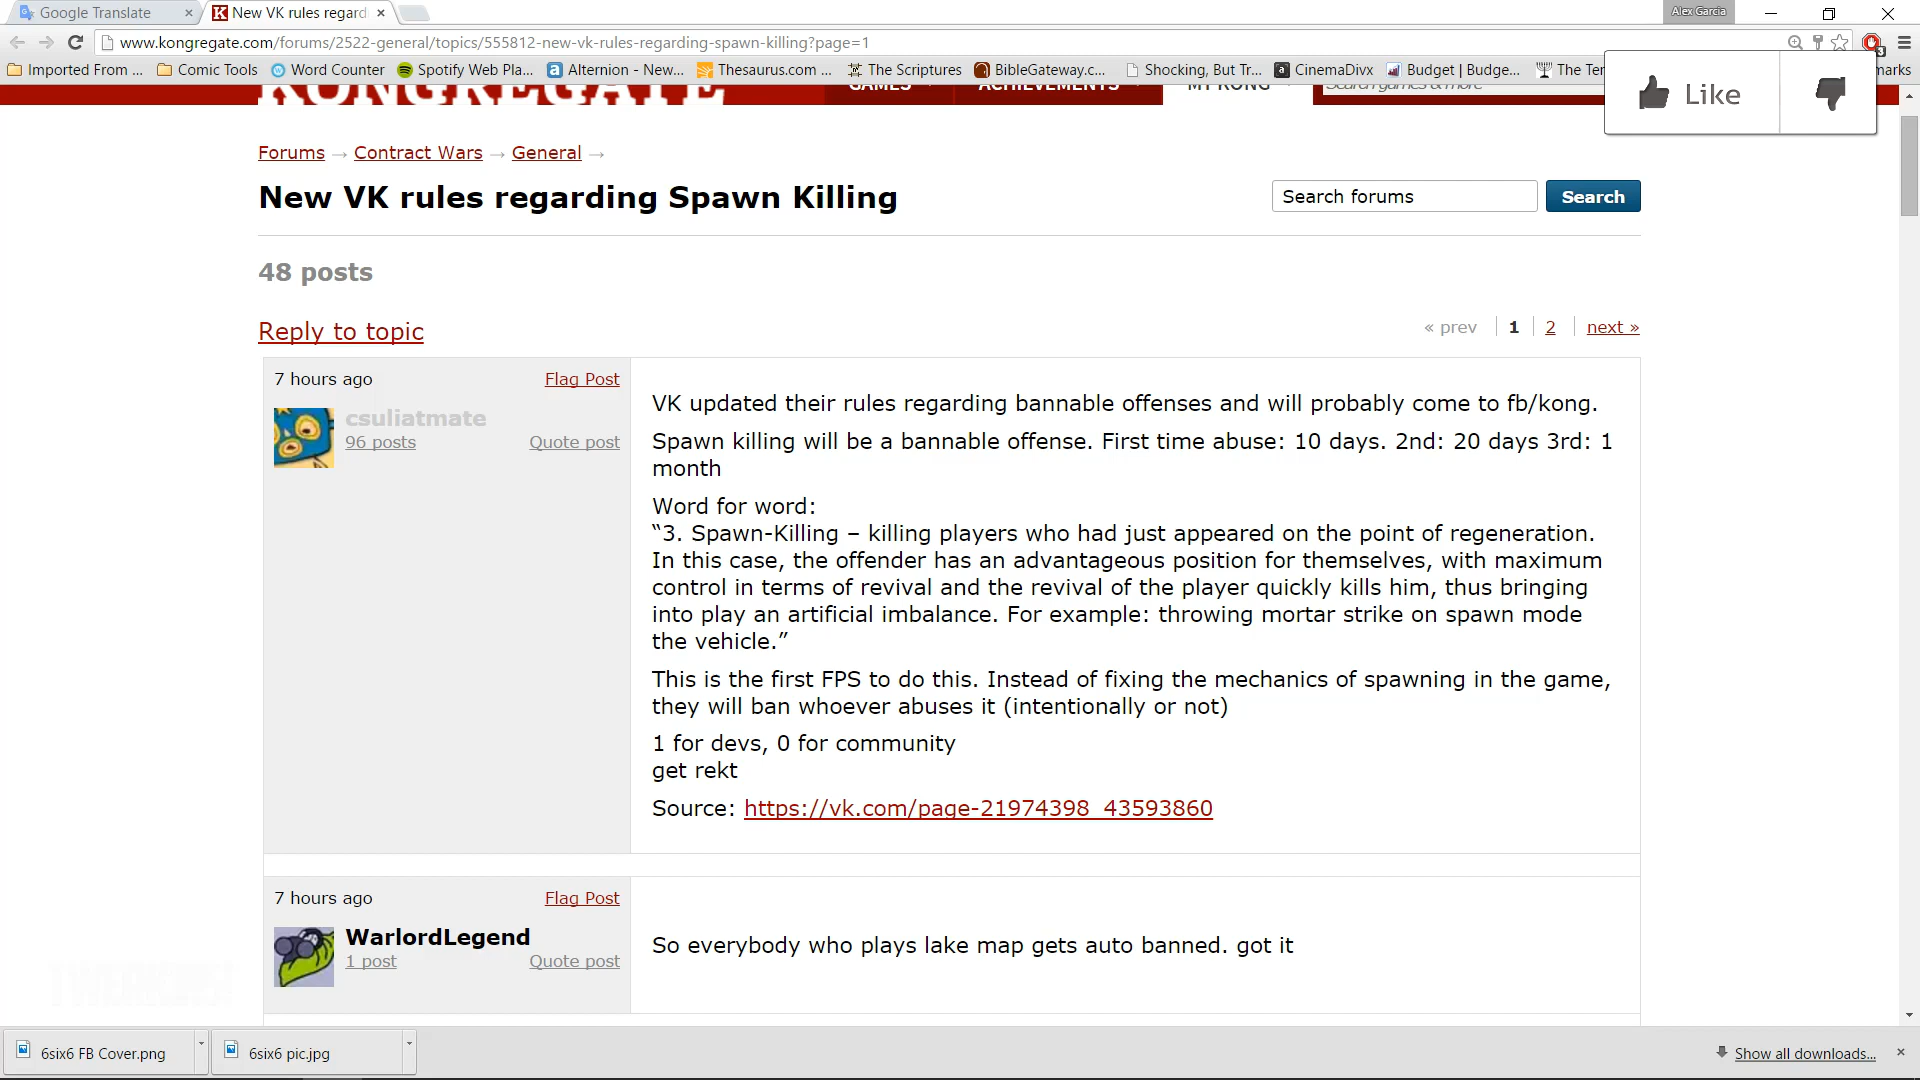 Google Translate
New VK rules regard
Alex Garcia
www.kongregate.com/forums/2522-general/topics/555812-new-vk-rules-regarding-spawn-killing?page=1
3
Imported From ...
Comic Tools
Word Counter
Spotify Web Pla...
Alternion - New...
Thesaurus.com ...
The Scriptures
BibleGateway.c...
Shocking, But Tr...
CinemaDivx
Budget | Budge...
The Ter
marks
KONGREGATE
GAMES
ACHIEVEMENTS
MY KONG
Search games & more
Like
Forums → Contract Wars → General →
New VK rules regarding Spawn Killing
Search forums
Search
48 posts
Reply to topic
« prev 1 2 next »
7 hours ago
Flag Post
csuliatmate
96 posts
Quote post
VK updated their rules regarding bannable offenses and will probably come to fb/kong.
Spawn killing will be a bannable offense. First time abuse: 10 days. 2nd: 20 days 3rd: 1
month
Word for word:
“3. Spawn-Killing – killing players who had just appeared on the point of regeneration.
In this case, the offender has an advantageous position for themselves, with maximum
control in terms of revival and the revival of the player quickly kills him, thus bringing
into play an artificial imbalance. For example: throwing mortar strike on spawn mode
the vehicle.”
This is the first FPS to do this. Instead of fixing the mechanics of spawning in the game,
they will ban whoever abuses it (intentionally or not)
1 for devs, 0 for community
get rekt
Source: https://vk.com/page-21974398_43593860
7 hours ago
Flag Post
WarlordLegend
1 post
Quote post
So everybody who plays lake map gets auto banned. got it
6six6 FB Cover.png
6six6 pic.jpg
Show all downloads...